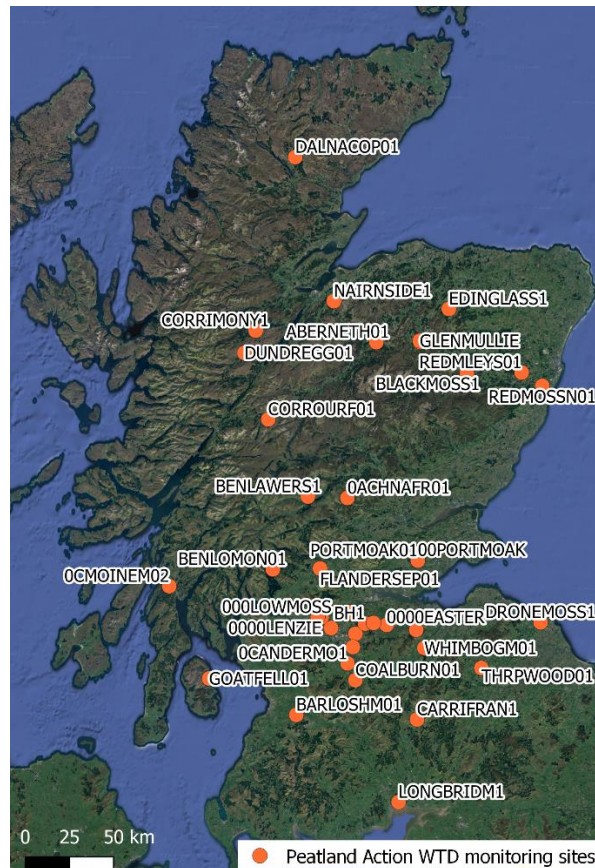 DALNACOP01
NAIRNSIDE1
EDINGLASS1
CORRIMONY1
ABERNETH01
GLENMULLIE
DUNDREGG01
REDMLEYS01
BLACKMOSS1
REDMOSSN01
CORROURF01
BENLAWERS1
0ACHNAFR01
BENLOMON01
PORTMOAK0100PORTMOAK
0CMOINEM02
FLANDERSEP01
000LOWMOSS
BH1
0000EASTER
DRONEMOSS1
0000LENZIE
0CANDERMO1
WHIMBOGM01
COALBURN01
THRPWOOD01
GOATFELL01
BARLOSHM01
CARRIFRAN1
LONGBRIDM1
0 25 50 km
Peatland Action WTD monitoring sites